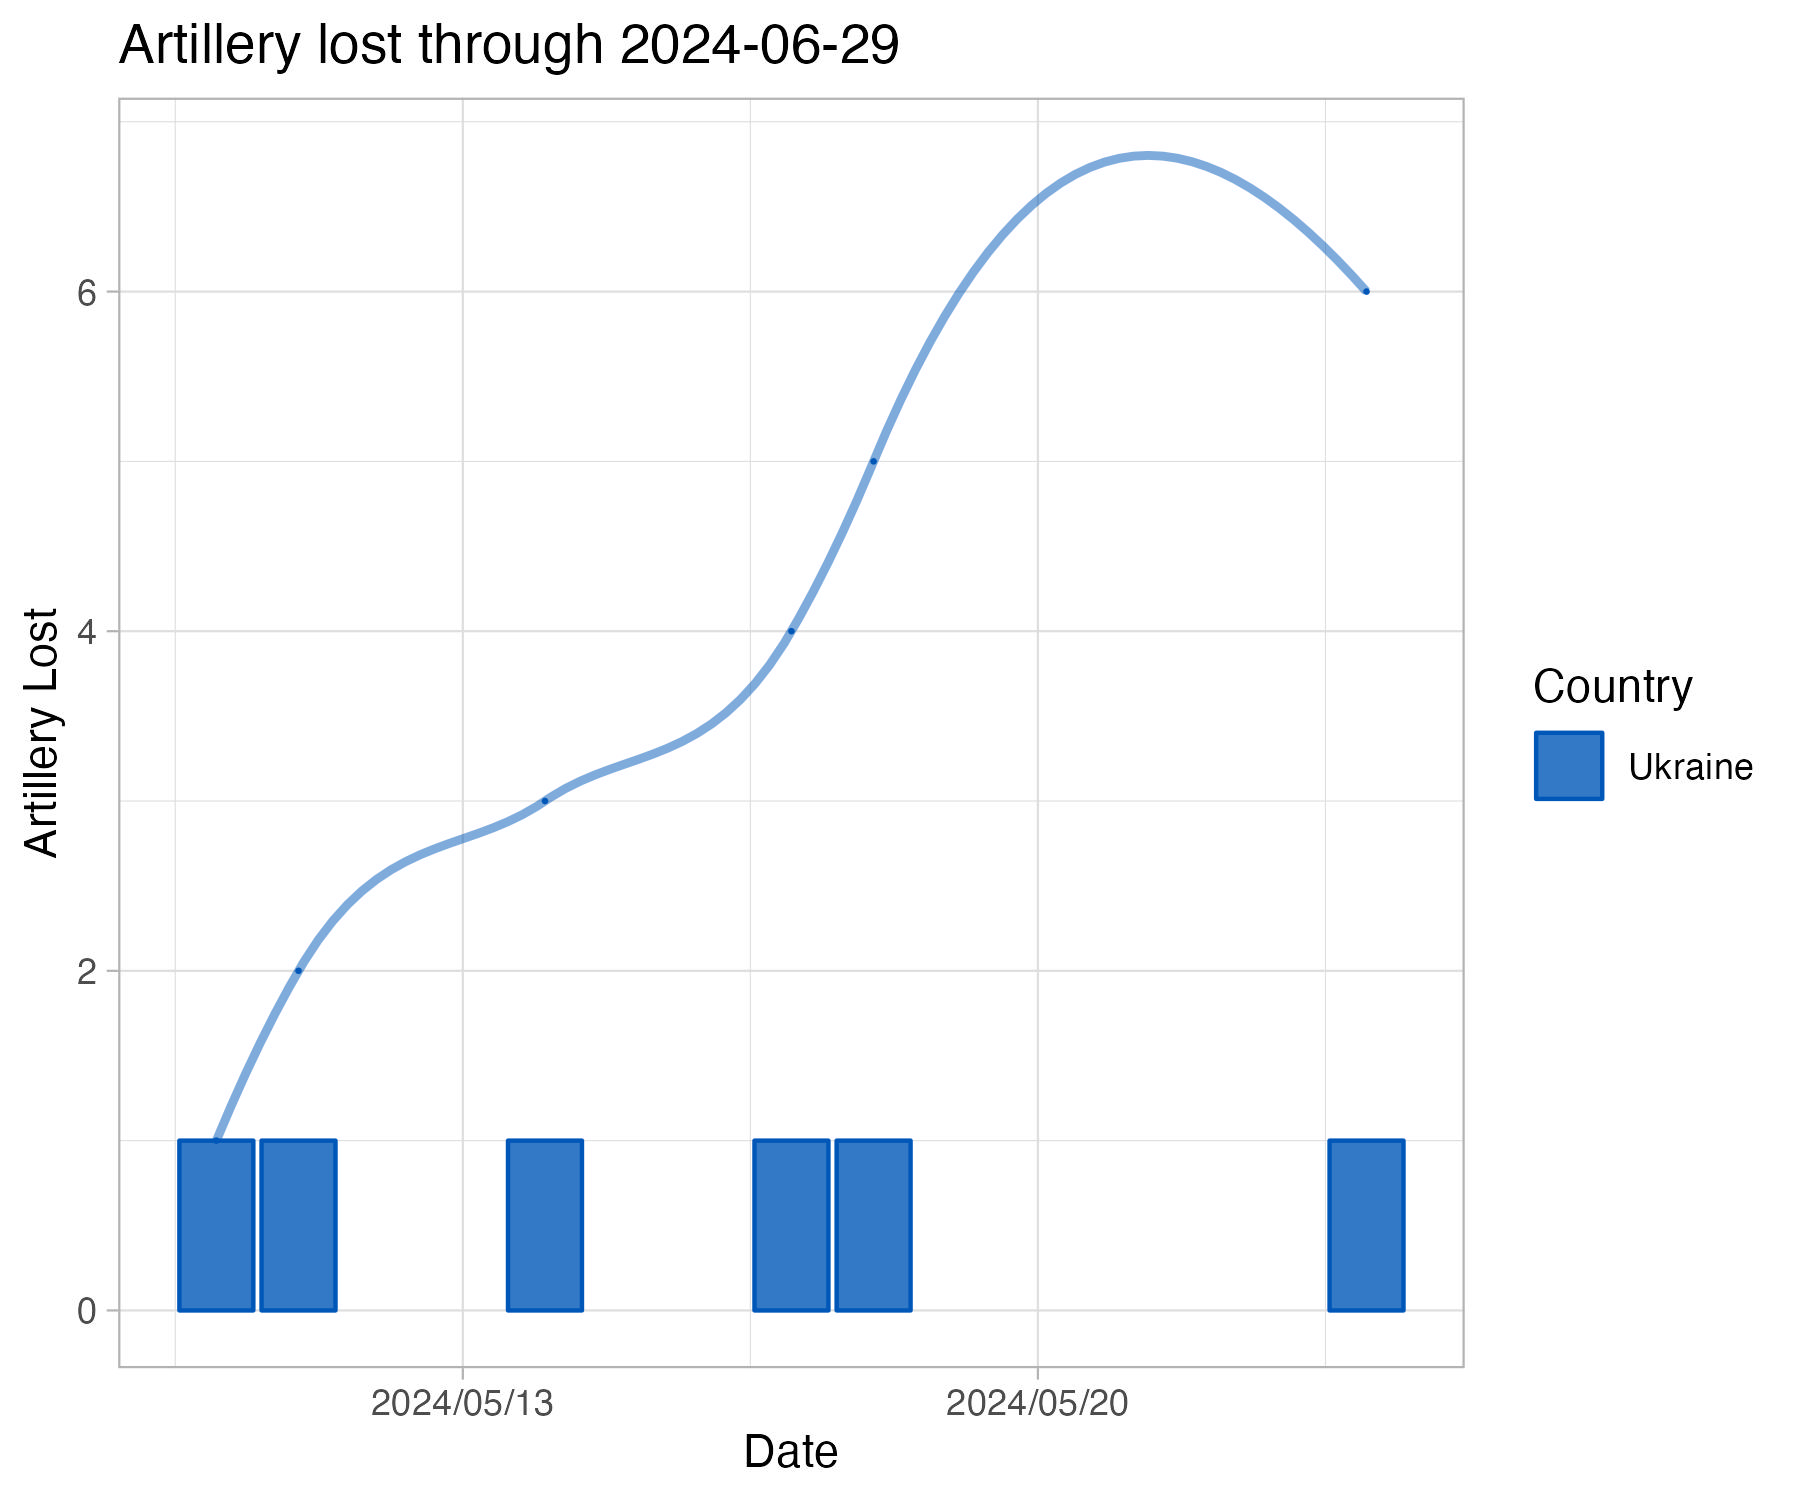 Artillery lost through 2024-06-29
6
4
2
0
Artillery Lost
2024/05/13
2024/05/20
Date
Country
Ukraine